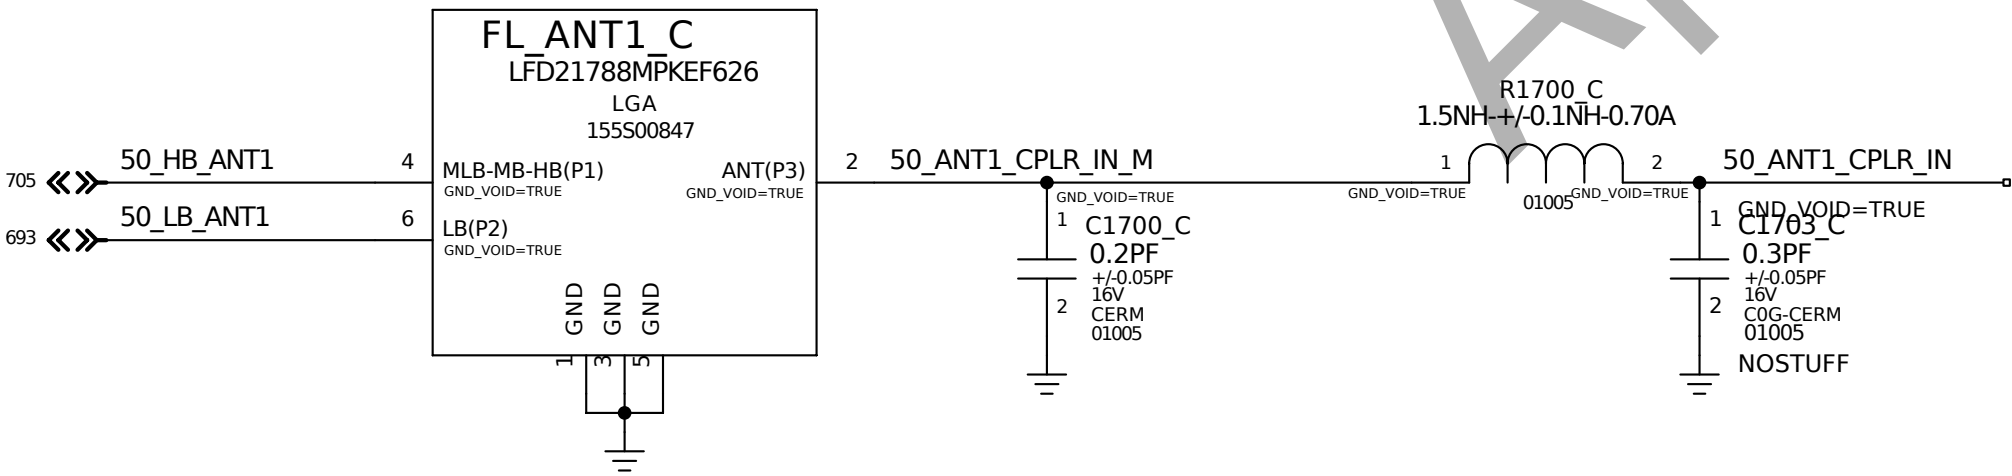 FL_ANT1_C
LFD21788MPKEF626
LGA
155S00847
705
50_HB_ANT1
4
MLB-MB-HB(P1)
GND_VOID=TRUE
693
50_LB_ANT1
6
LB(P2)
GND_VOID=TRUE
ANT(P3)
GND_VOID=TRUE
2
50_ANT1_CPLR_IN_M
GND
GND
GND
1
3
5
GND_VOID=TRUE
1
C1700_C
0.2PF
+/-0.05PF
16V
2
CERM
01005
R1700_C
1.5NH-+/-0.1NH-0.70A
1
2
GND_VOID=TRUE
01005
GND_VOID=TRUE
50_ANT1_CPLR_IN
GND_VOID=TRUE
1
C1703_C
0.3PF
+/-0.05PF
16V
2
C0G-CERM
01005
NOSTUFF